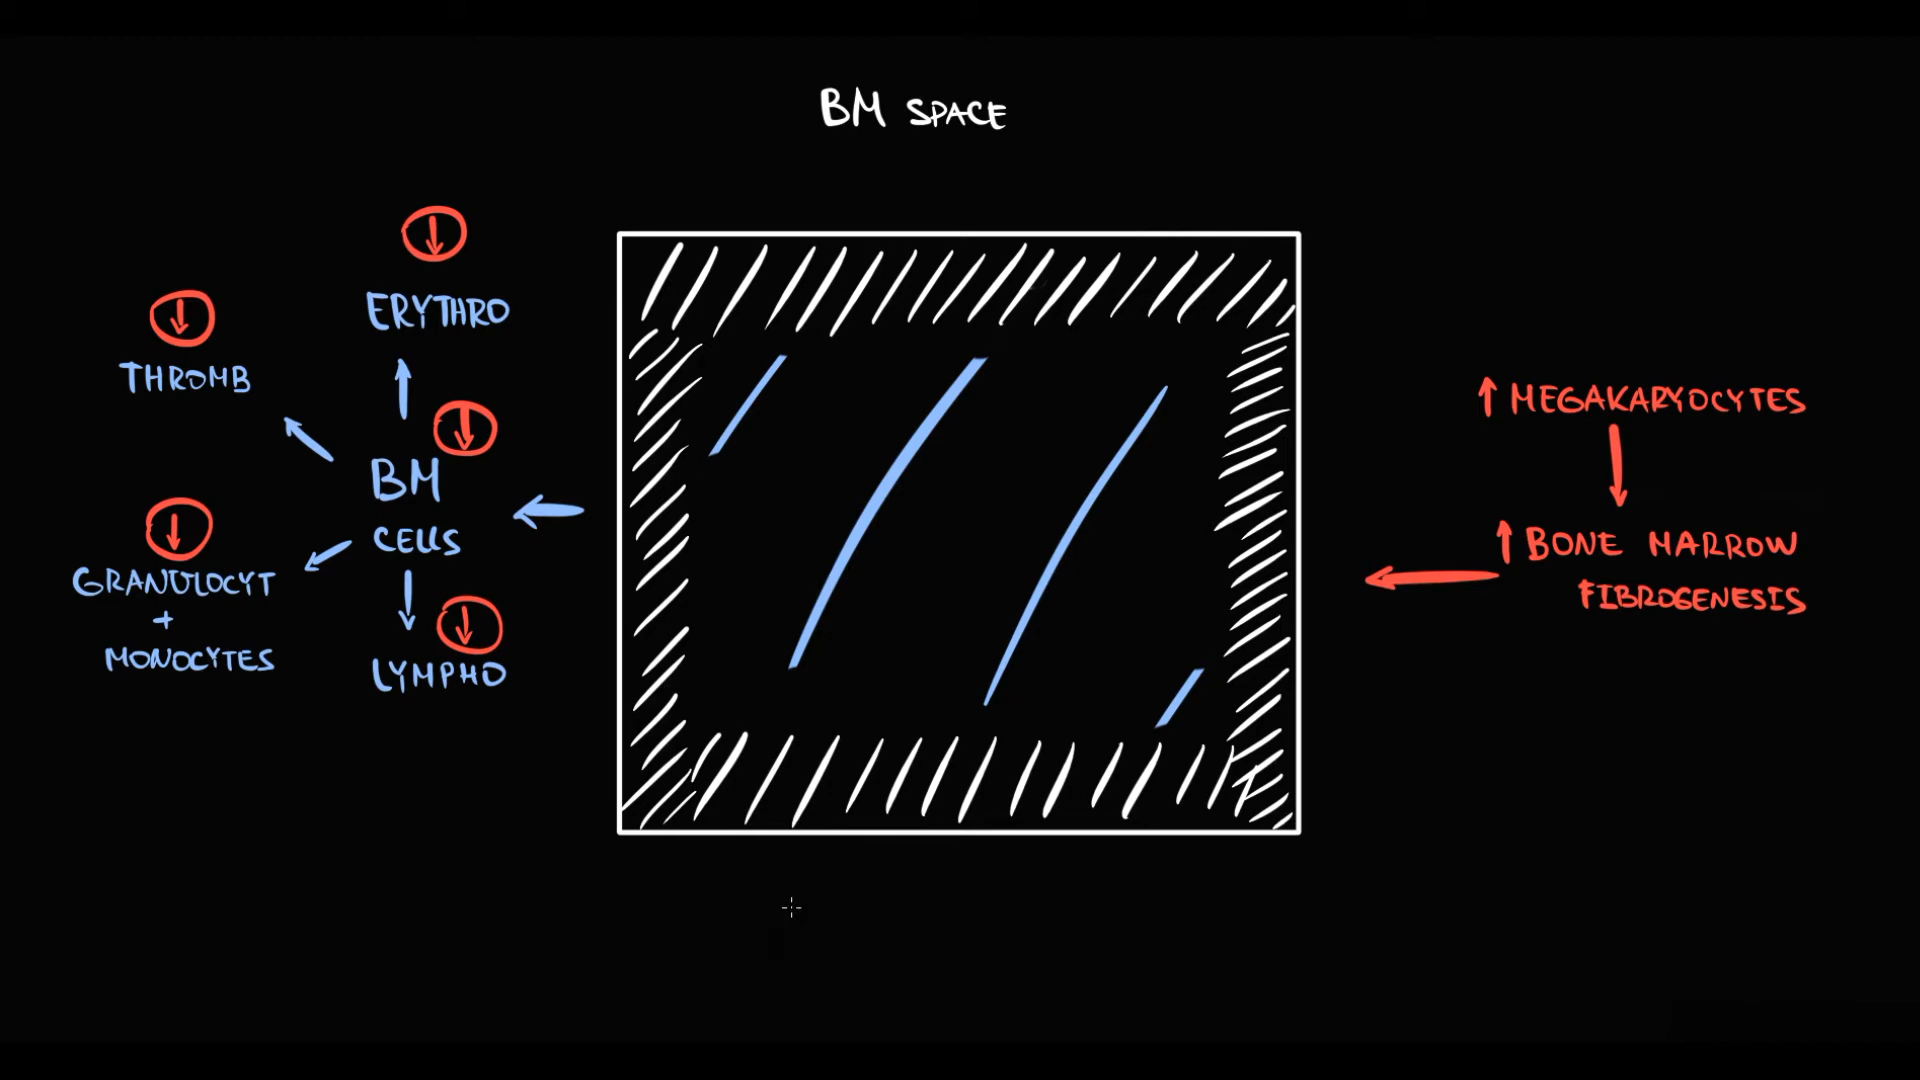 BM SPACE
↓
ERYTHRO
↓
THROMB
↓
BM
CELLS
↓
GRANULOCYT
+
MONOCYTES
↓
LYMPHO
↑ MEGAKARYOCYTES
↑ BONE MARROW
FIBROGENESIS